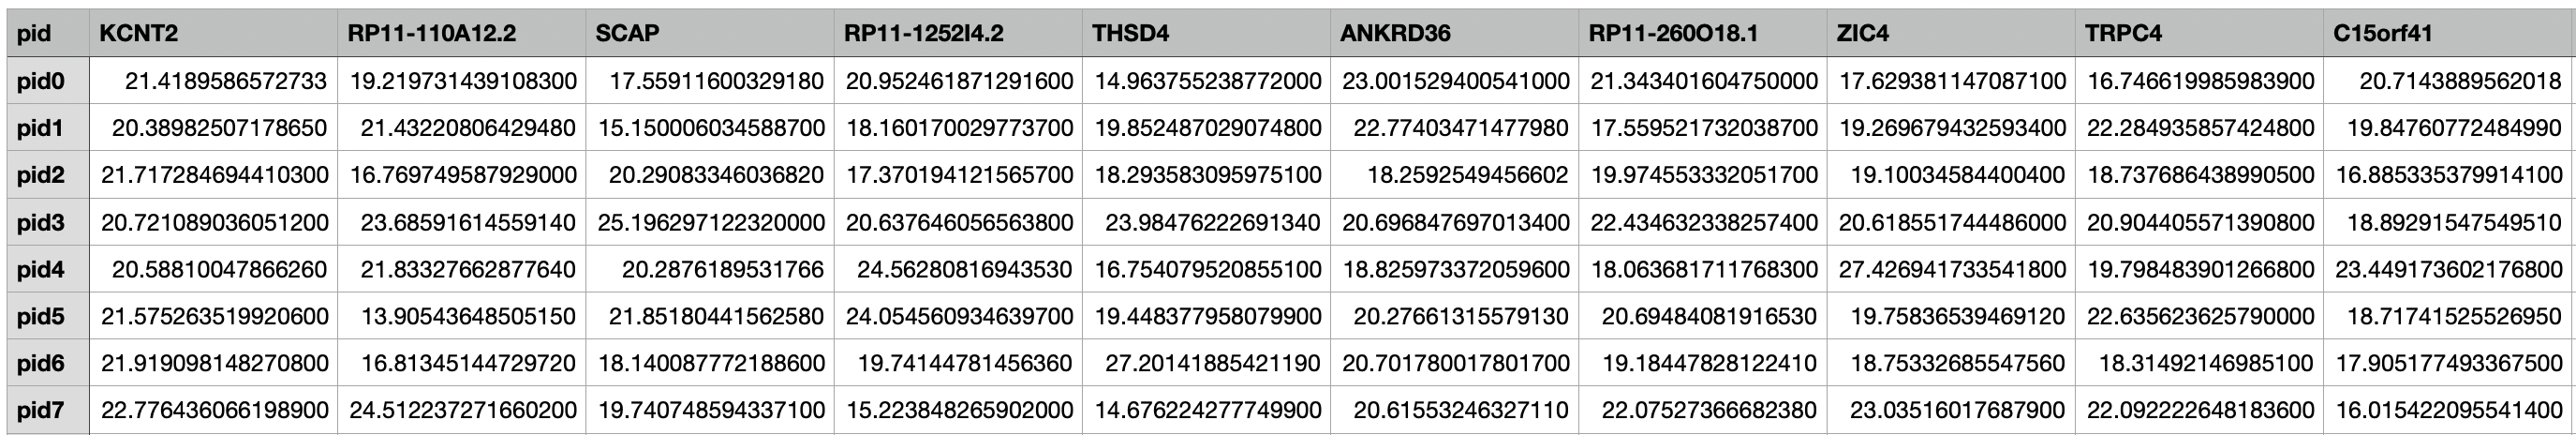 pid KCNT2 RP11-110A12.2 SCAP RP11-1252I4.2 THSD4 ANKRD36 RP11-260O18.1 ZIC4 TRPC4 C15orf41
pid0 21.4189586572733 19.219731439108300 17.55911600329180 20.952461871291600 14.963755238772000 23.001529400541000 21.343401604750000 17.629381147087100 16.746619985983900 20.7143889562018
pid1 20.38982507178650 21.43220806429480 15.150006034588700 18.160170029773700 19.852487029074800 22.77403471477980 17.559521732038700 19.269679432593400 22.284935857424800 19.84760772484990
pid2 21.717284694410300 16.769749587929000 20.29083346036820 17.370194121565700 18.293583095975100 18.2592549456602 19.974553332051700 19.10034584400400 18.737686438990500 16.885335379914100
pid3 20.721089036051200 23.68591614559140 25.196297122320000 20.637646056563800 23.98476222691340 20.696847697013400 22.434632338257400 20.618551744486000 20.904405571390800 18.89291547549510
pid4 20.58810047866260 21.83327662877640 20.2876189531766 24.56280816943530 16.754079520855100 18.825973372059600 18.063681711768300 27.426941733541800 19.798483901266800 23.449173602176800
pid5 21.575263519920600 13.90543648505150 21.85180441562580 24.054560934639700 19.448377958079900 20.27661315579130 20.69484081916530 19.75836539469120 22.635623625790000 18.71741525526950
pid6 21.919098148270800 16.81345144729720 18.140087772188600 19.74144781456360 27.20141885421190 20.701780017801700 19.18447828122410 18.75332685547560 18.31492146985100 17.905177493367500
pid7 22.776436066198900 24.512237271660200 19.740748594337100 15.223848265902000 14.676224277749900 20.61553246327110 22.07527366682380 23.03516017687900 22.092222648183600 16.015422095541400